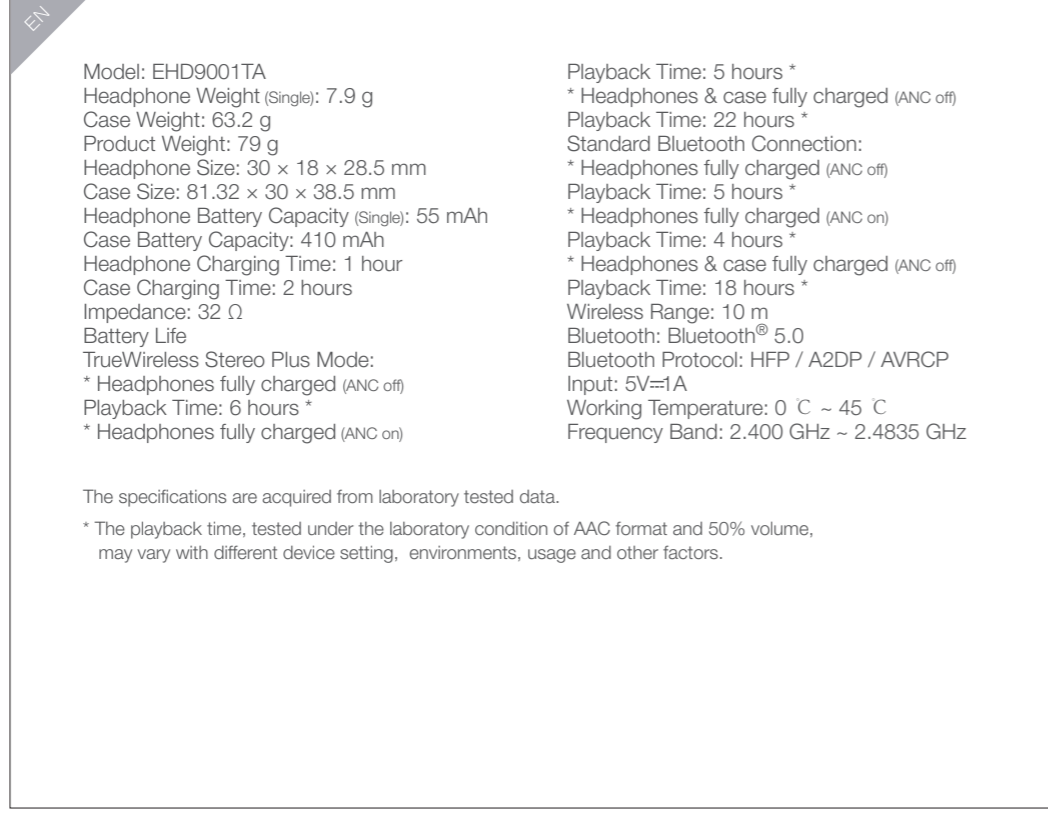 EN
Model: EHD9001TA
Headphone Weight (Single): 7.9 g
Case Weight: 63.2 g
Product Weight: 79 g
Headphone Size: 30 × 18 × 28.5 mm
Case Size: 81.32 × 30 × 38.5 mm
Headphone Battery Capacity (Single): 55 mAh
Case Battery Capacity: 410 mAh
Headphone Charging Time: 1 hour
Case Charging Time: 2 hours
Impedance: 32 Ω
Battery Life
TrueWireless Stereo Plus Mode:
* Headphones fully charged (ANC off)
Playback Time: 6 hours *
* Headphones fully charged (ANC on)
Playback Time: 5 hours *
* Headphones & case fully charged (ANC off)
Playback Time: 22 hours *
Standard Bluetooth Connection:
* Headphones fully charged (ANC off)
Playback Time: 5 hours *
* Headphones fully charged (ANC on)
Playback Time: 4 hours *
* Headphones & case fully charged (ANC off)
Playback Time: 18 hours *
Wireless Range: 10 m
Bluetooth: Bluetooth® 5.0
Bluetooth Protocol: HFP / A2DP / AVRCP
Input: 5V⎓1A
Working Temperature: 0 ℃ ~ 45 ℃
Frequency Band: 2.400 GHz ~ 2.4835 GHz
The specifications are acquired from laboratory tested data.
* The playback time, tested under the laboratory condition of AAC format and 50% volume,
may vary with different device setting, environments, usage and other factors.